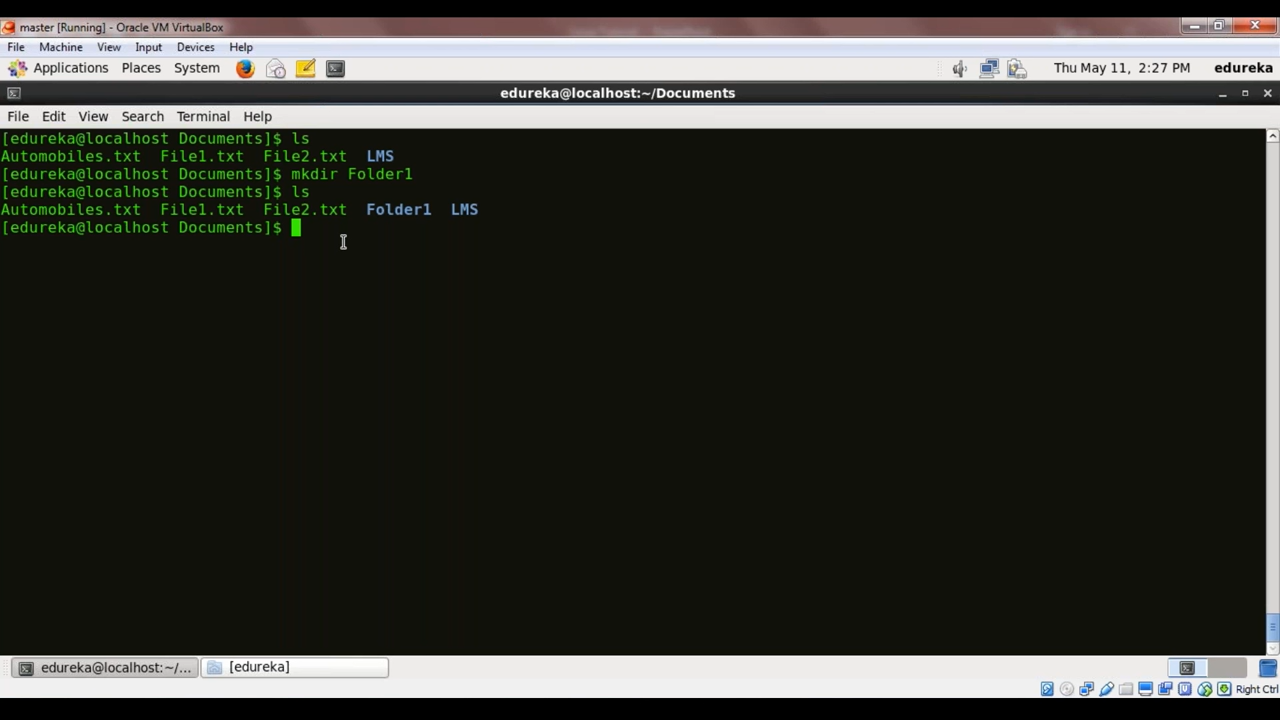 master [Running] - Oracle VM VirtualBox
File Machine View Input Devices Help
Applications Places System Thu May 11, 2:27 PM edureka
edureka@localhost:~/Documents
File Edit View Search Terminal Help
[edureka@localhost Documents]$ ls
Automobiles.txt File1.txt File2.txt LMS
[edureka@localhost Documents]$ mkdir Folder1
[edureka@localhost Documents]$ ls
Automobiles.txt File1.txt File2.txt Folder1 LMS
[edureka@localhost Documents]$
edureka@localhost:~/... [edureka]
Right Ctrl